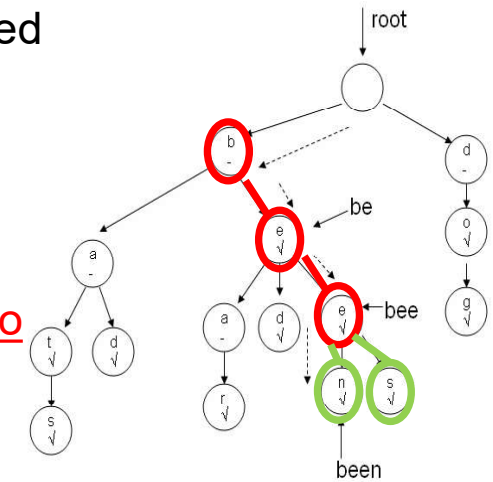 ed
root
b
-
d
-
be
e
√
o
√
a
-
o
bee
a
-
d
√
e
√
g
√
t
√
d
√
r
√
n
√
s
√
s
√
been